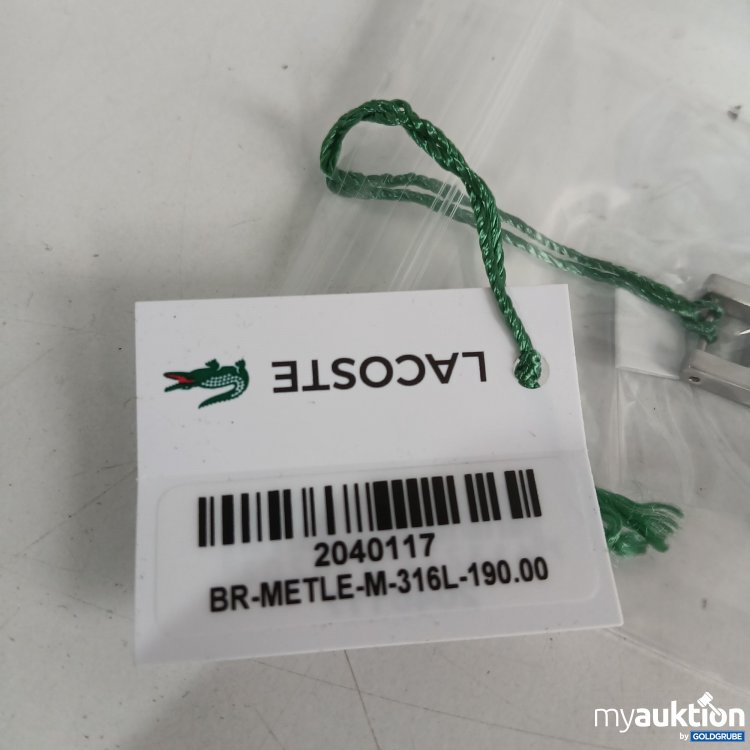 LACOSTE
2040117
BR-METLE-M-316L-190.00
myauktion
by GOLDGRUBE